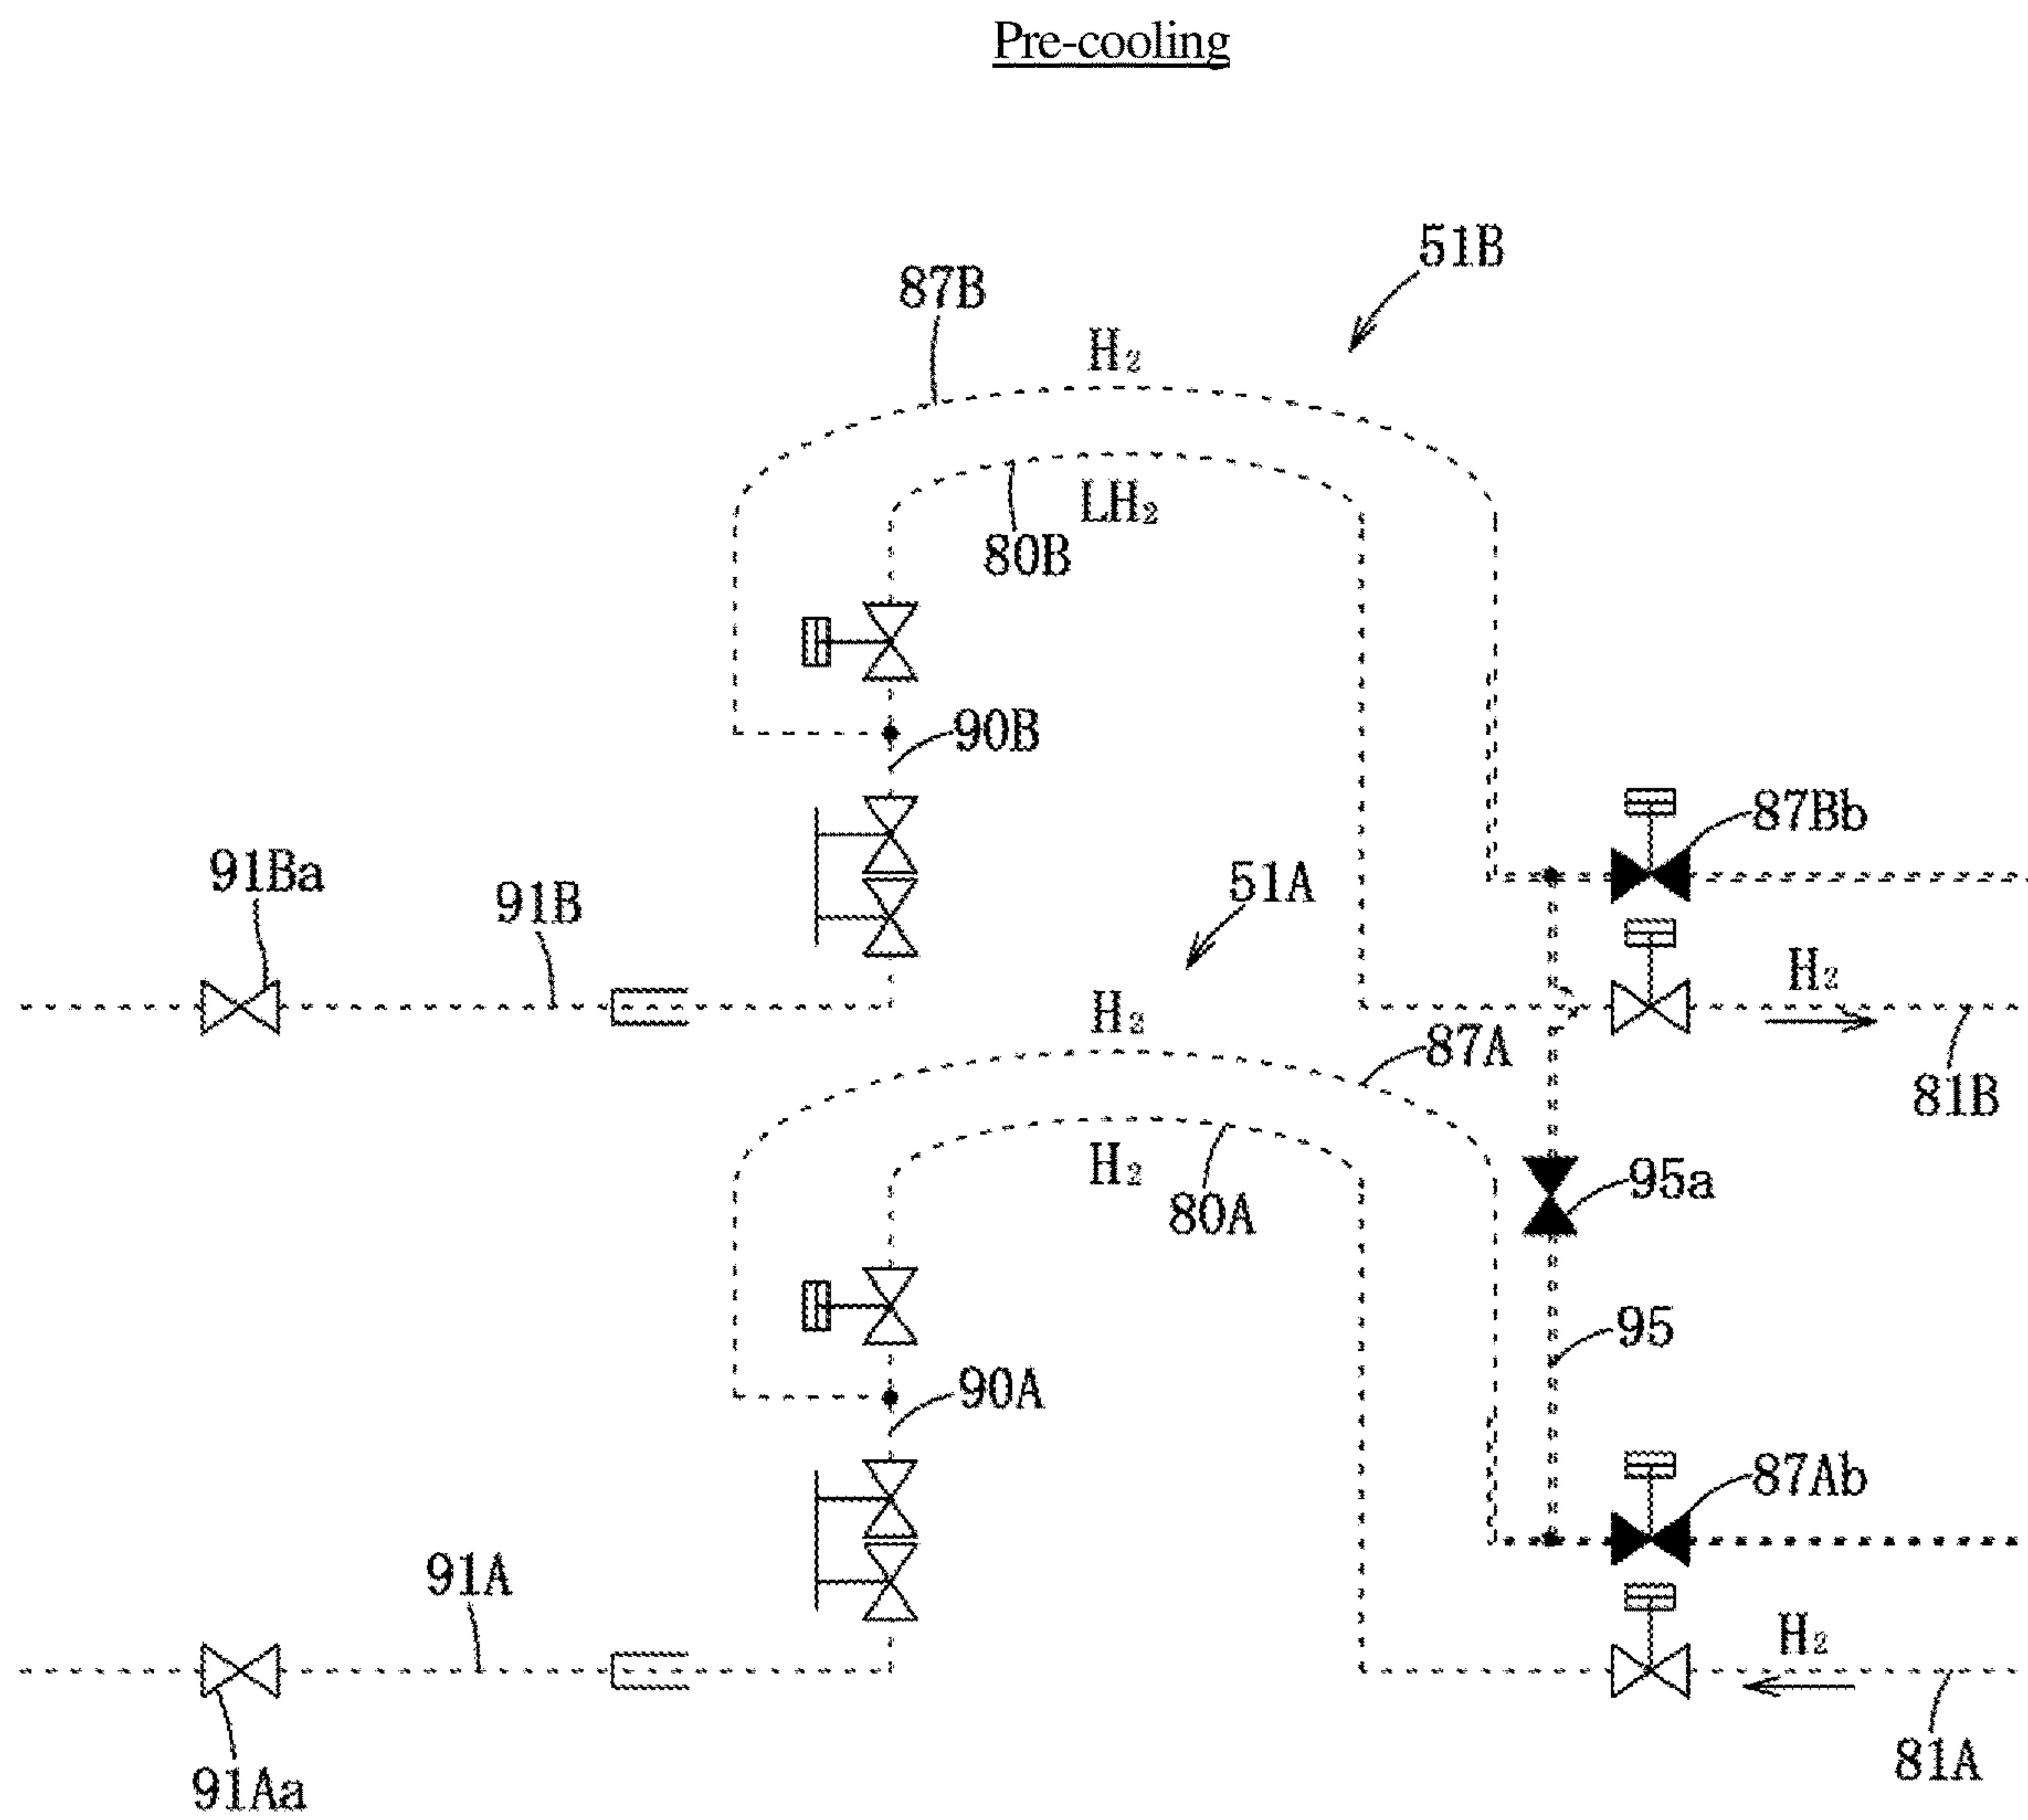 Pre-cooling
51B
87B
H₂
LH₂
80B
90B
87Bb
91Ba
91B
51A
H₂
H₂
87A
81B
H₂
95a
80A
95
90A
87Ab
91A
H₂
81A
91Aa